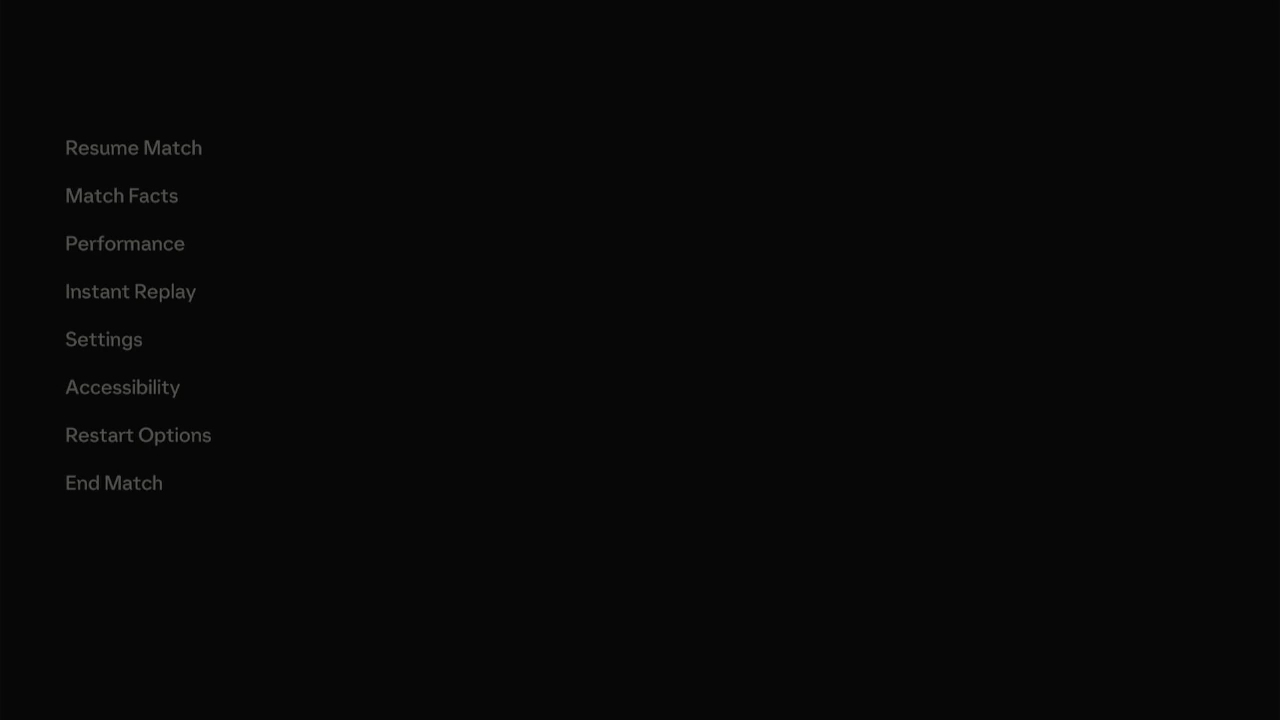 Resume Match
Match Facts
Performance
Instant Replay
Settings
Accessibility
Restart Options
End Match